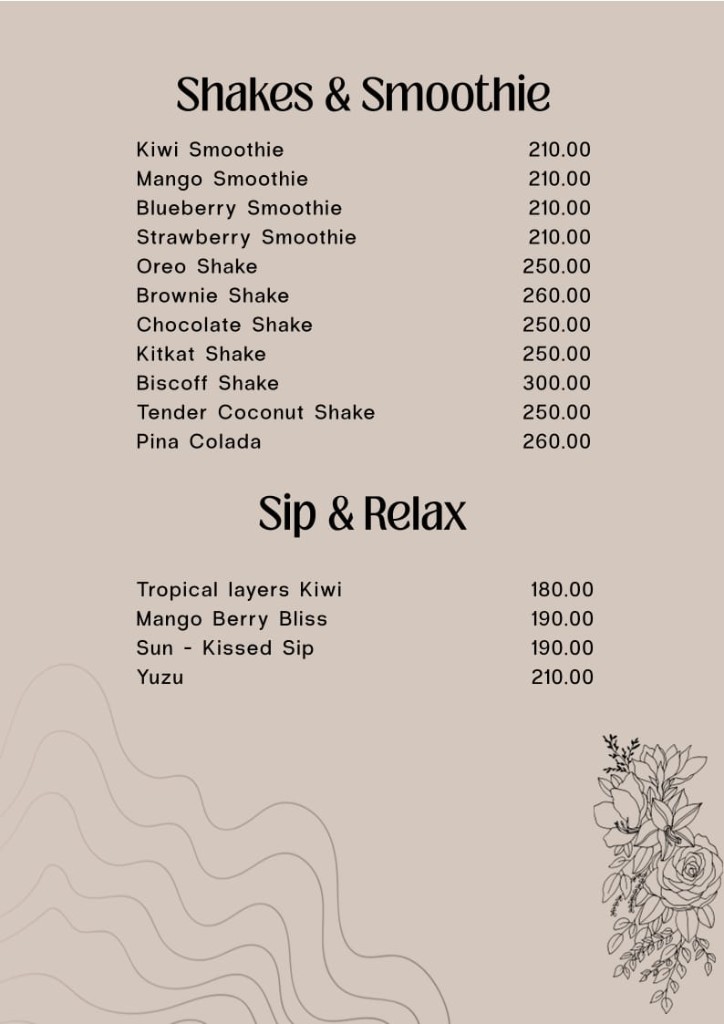 Shakes & Smoothie
Kiwi Smoothie 210.00
Mango Smoothie 210.00
Blueberry Smoothie 210.00
Strawberry Smoothie 210.00
Oreo Shake 250.00
Brownie Shake 260.00
Chocolate Shake 250.00
Kitkat Shake 250.00
Biscoff Shake 300.00
Tender Coconut Shake 250.00
Pina Colada 260.00
Sip & Relax
Tropical layers Kiwi 180.00
Mango Berry Bliss 190.00
Sun - Kissed Sip 190.00
Yuzu 210.00